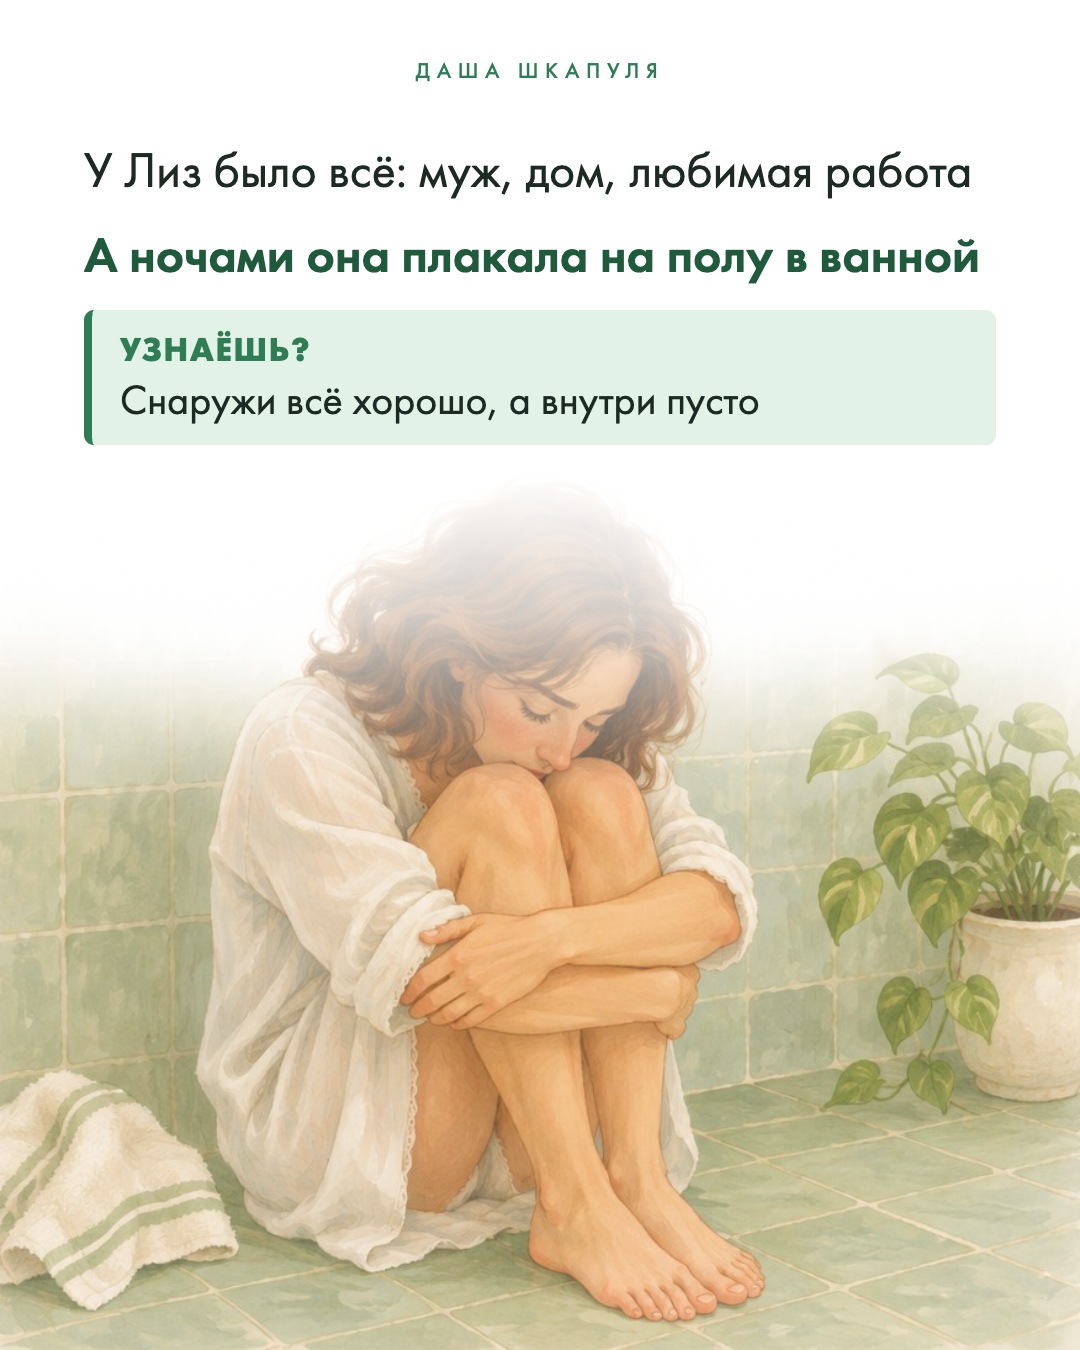 ДАША ШКАПУЛЯ
У Лиз было всё: муж, дом, любимая работа
А ночами она плакала на полу в ванной
УЗНАЁШЬ?
Снаружи всё хорошо, а внутри пусто